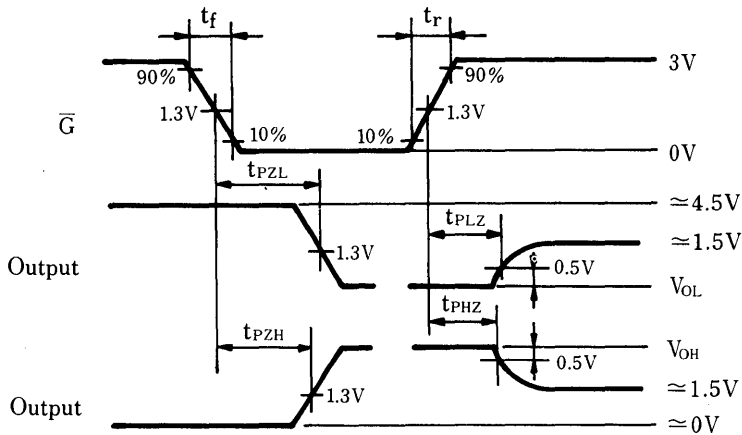 tf
tr
90%
90%
3V
G̅
1.3V
1.3V
10%
10%
0V
tPZL
≃4.5V
tPLZ
≃1.5V
1.3V
0.5V
Output
VOL
tPHZ
tPZH
VOH
0.5V
1.3V
≃1.5V
Output
≃0V